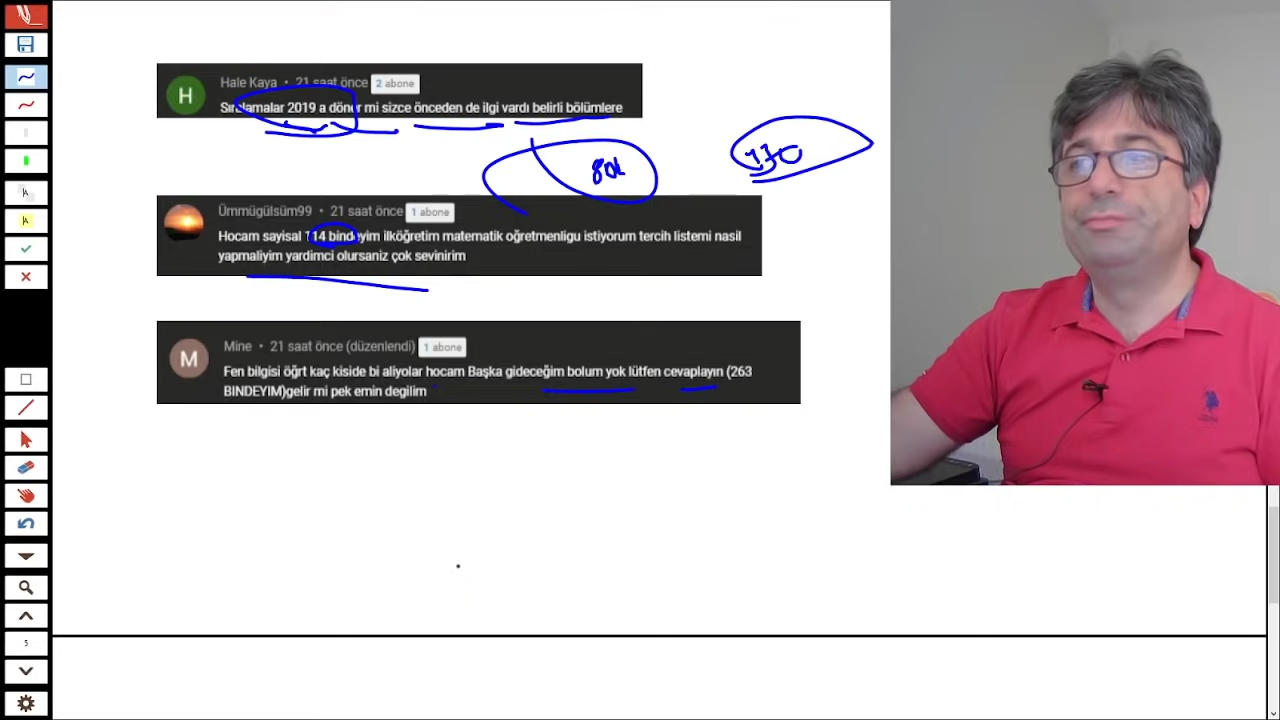 Hale Kaya • 21 saat önce 2 abone
Sıralamalar 2019 a döner mi sizce önceden de ilgi vardı belirli bölümlere
Ümmügülsüm99 • 21 saat önce 1 abone
Hocam sayisal 114 bindeyim ilköğretim matematik oğretmenligu istiyorum tercih listemi nasil
yapmaliyim yardimci olursaniz çok sevinirim
M
Mine • 21 saat önce (düzenlendi) 1 abone
Fen bilgisi öğrt kaç kiside bi aliyolar hocam Başka gideceğim bolum yok lütfen cevaplayın (263
BINDEYIM)gelir mi pek emin degilim
H
5